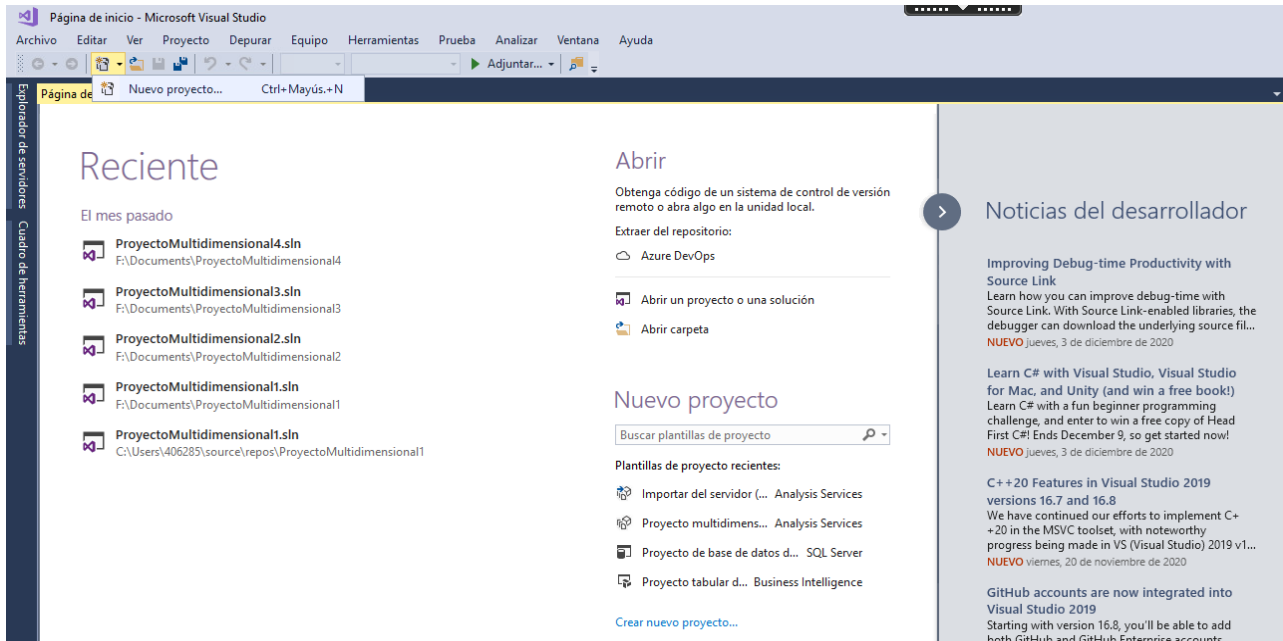 Página de inicio - Microsoft Visual Studio
Archivo Editar Ver Proyecto Depurar Equipo Herramientas Prueba Analizar Ventana Ayuda
Adjuntar...
Nuevo proyecto... Ctrl+Mayús.+N
Página de
Explorador de servidores
Cuadro de herramientas
Reciente
El mes pasado
ProyectoMultidimensional4.sln
F:\Documents\ProyectoMultidimensional4
ProyectoMultidimensional3.sln
F:\Documents\ProyectoMultidimensional3
ProyectoMultidimensional2.sln
F:\Documents\ProyectoMultidimensional2
ProyectoMultidimensional1.sln
F:\Documents\ProyectoMultidimensional1
ProyectoMultidimensional1.sln
C:\Users\406285\source\repos\ProyectoMultidimensional1
Abrir
Obtenga código de un sistema de control de versión
remoto o abra algo en la unidad local.
Extraer del repositorio:
Azure DevOps
Abrir un proyecto o una solución
Abrir carpeta
Nuevo proyecto
Buscar plantillas de proyecto
Plantillas de proyecto recientes:
Importar del servidor (... Analysis Services
Proyecto multidimens... Analysis Services
Proyecto de base de datos d... SQL Server
Proyecto tabular d... Business Intelligence
Crear nuevo proyecto...
Noticias del desarrollador
Improving Debug-time Productivity with
Source Link
Learn how you can improve debug-time with
Source Link. With Source Link-enabled libraries, the
debugger can download the underlying source fil...
NUEVO jueves, 3 de diciembre de 2020
Learn C# with Visual Studio, Visual Studio
for Mac, and Unity (and win a free book!)
Learn C# with a fun beginner programming
challenge, and enter to win a free copy of Head
First C#! Ends December 9, so get started now!
NUEVO jueves, 3 de diciembre de 2020
C++20 Features in Visual Studio 2019
versions 16.7 and 16.8
We have continued our efforts to implement C+
+20 in the MSVC toolset, with noteworthy
progress being made in VS (Visual Studio) 2019 v1...
NUEVO viernes, 20 de noviembre de 2020
GitHub accounts are now integrated into
Visual Studio 2019
Starting with version 16.8, you'll be able to add
both GitHub and GitHub Enterprise accounts